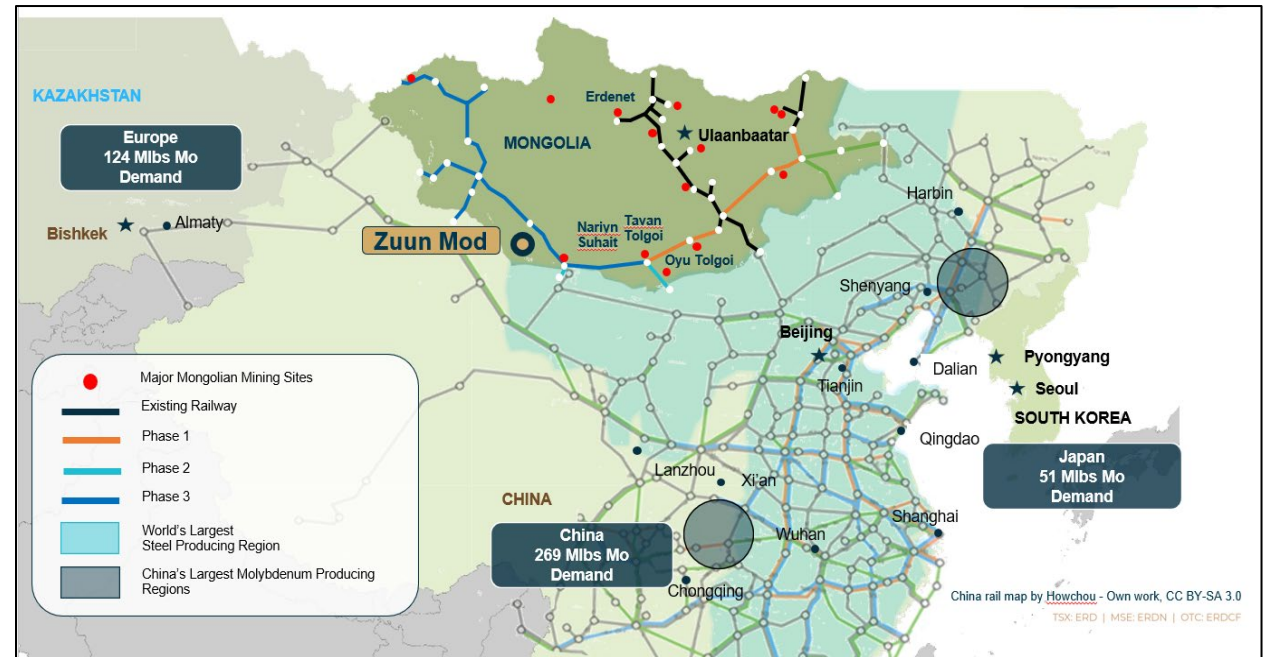 KAZAKHSTAN
Europe
124 Mlbs Mo
Demand
Bishkek
Almaty
Erdenet
MONGOLIA
Ulaanbaatar
Zuun Mod
Nariyn
Suhait
Tavan
Tolgoi
Oyu Tolgoi
Harbin
Shenyang
Beijing
Tianjin
Dalian
Pyongyang
Seoul
SOUTH KOREA
Qingdao
Japan
51 Mlbs Mo
Demand
Lanzhou
Xi'an
CHINA
China
269 Mlbs Mo
Demand
Wuhan
Shanghai
Chongqing
Major Mongolian Mining Sites
Existing Railway
Phase 1
Phase 2
Phase 3
World's Largest
Steel Producing Region
China's Largest Molybdenum Producing
Regions
China rail map by Howchou - Own work, CC BY-SA 3.0
TSX: ERD | MSE: ERDN | OTC: ERDCF